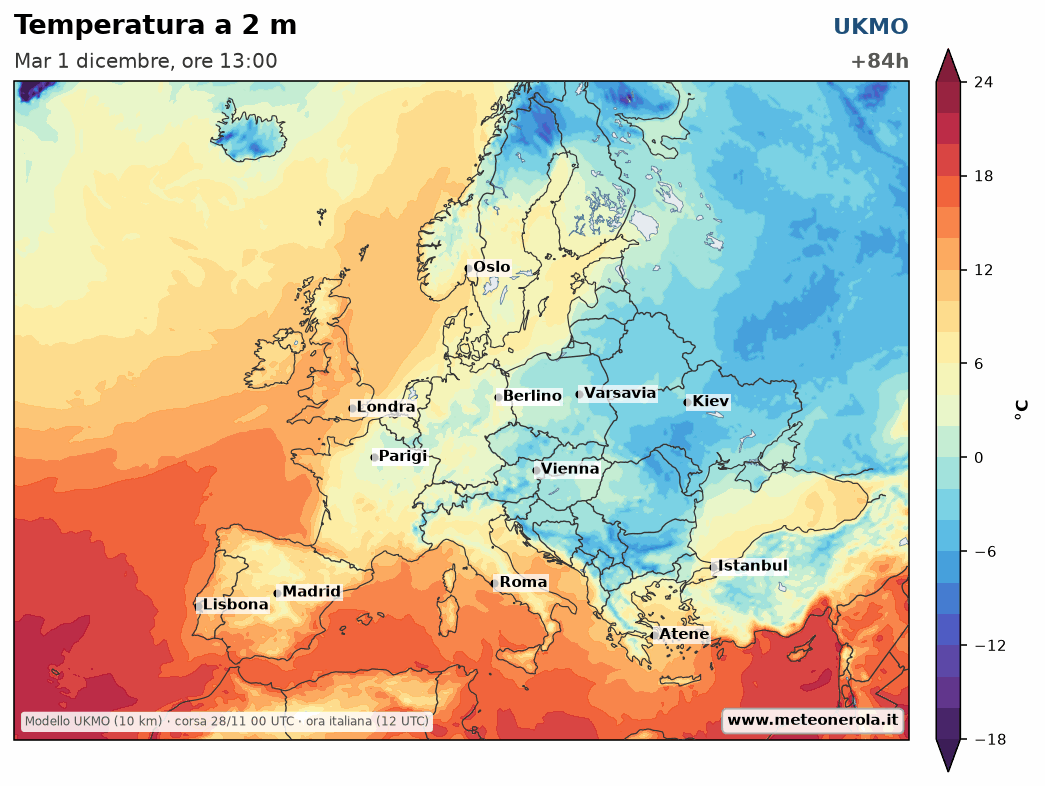 Temperatura a 2 m
UKMO
Mar 1 dicembre, ore 13:00
+84h
24
18
12
6
0
−6
−12
−18
°C
Oslo
Londra
Berlino
Varsavia
Kiev
Parigi
Vienna
Istanbul
Roma
Madrid
Lisbona
Atene
Modello UKMO (10 km) · corsa 28/11 00 UTC · ora italiana (12 UTC)
www.meteonerola.it